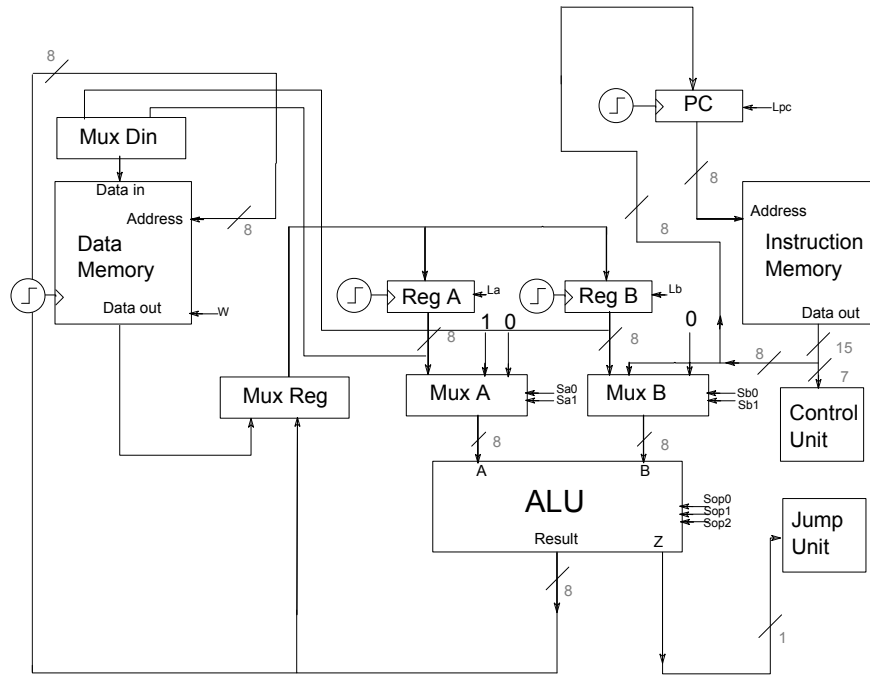 8
PC
Lpc
Mux Din
Data in
Address
Data
Memory
Data out
W
8
8
8
8
Address
Instruction
Memory
Data out
15
7
8
Control
Unit
Reg A
La
Reg B
Lb
1 0
0
8
8
Mux Reg
Mux A
Sa0
Sa1
Mux B
Sb0
Sb1
8
8
A
B
ALU
Sop0
Sop1
Sop2
Result
Z
Jump
Unit
8
1